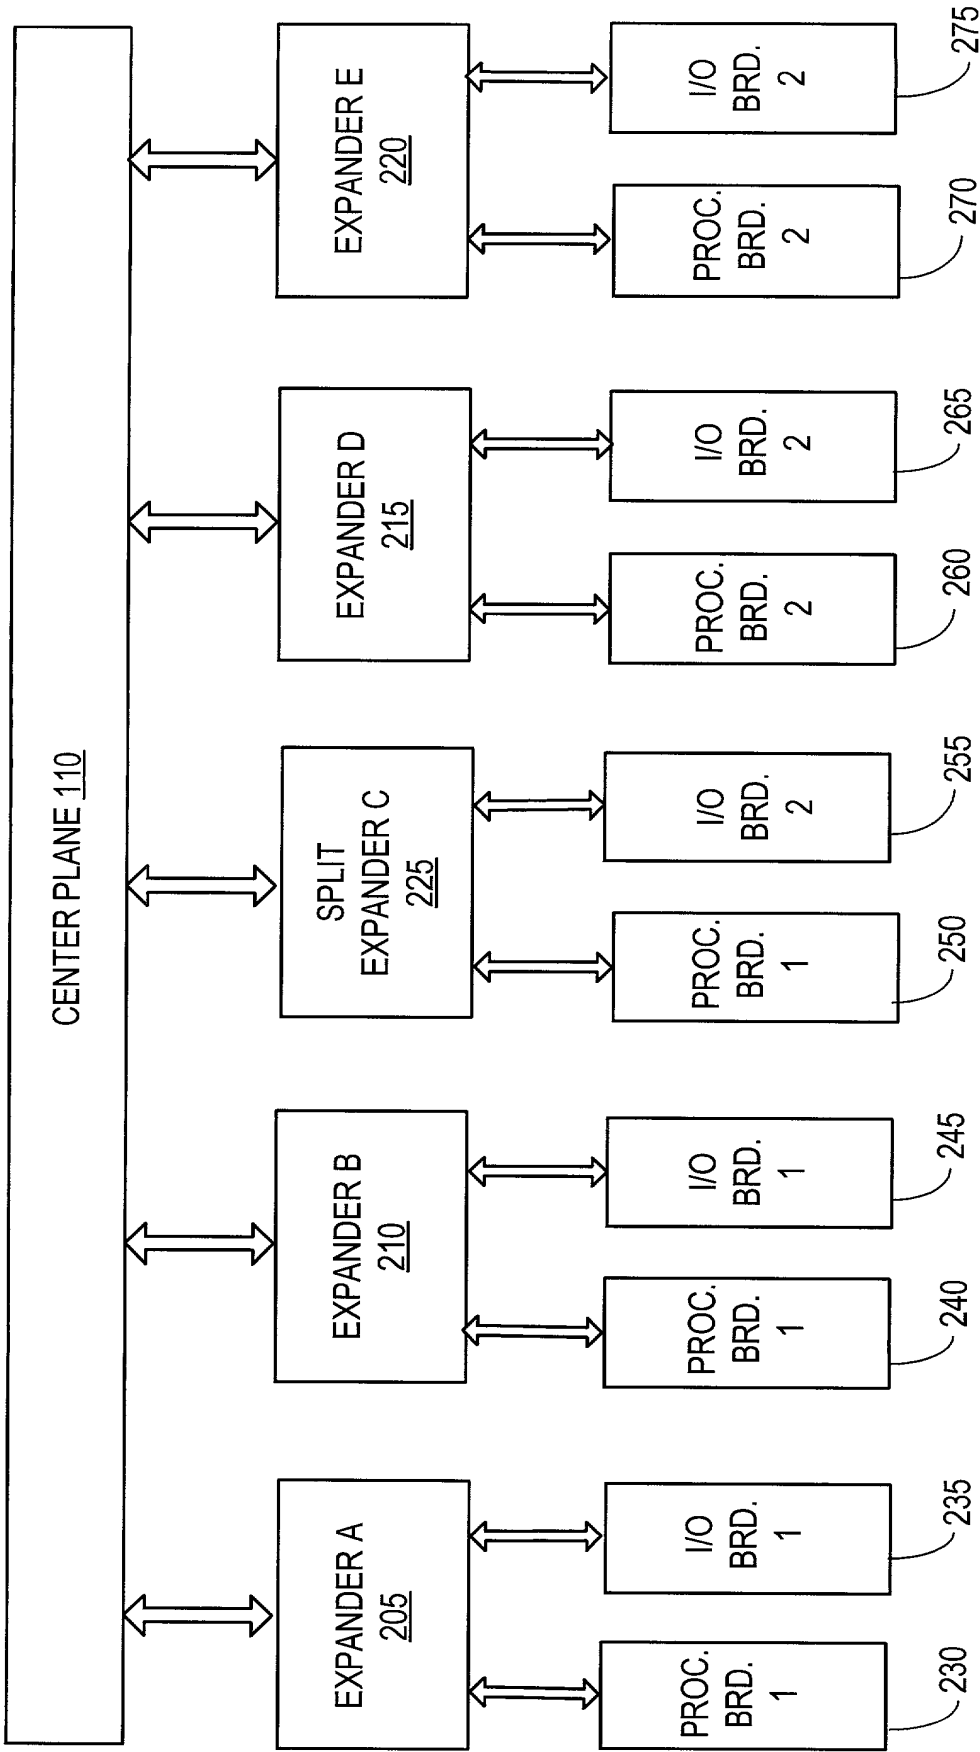 CENTER PLANE 110
EXPANDER A
205
EXPANDER B
210
SPLIT
EXPANDER C
225
EXPANDER D
215
EXPANDER E
220
PROC.
BRD.
1
230
I/O
BRD.
1
235
PROC.
BRD.
1
240
I/O
BRD.
1
245
PROC.
BRD.
1
250
I/O
BRD.
2
255
PROC.
BRD.
2
260
I/O
BRD.
2
265
PROC.
BRD.
2
270
I/O
BRD.
2
275